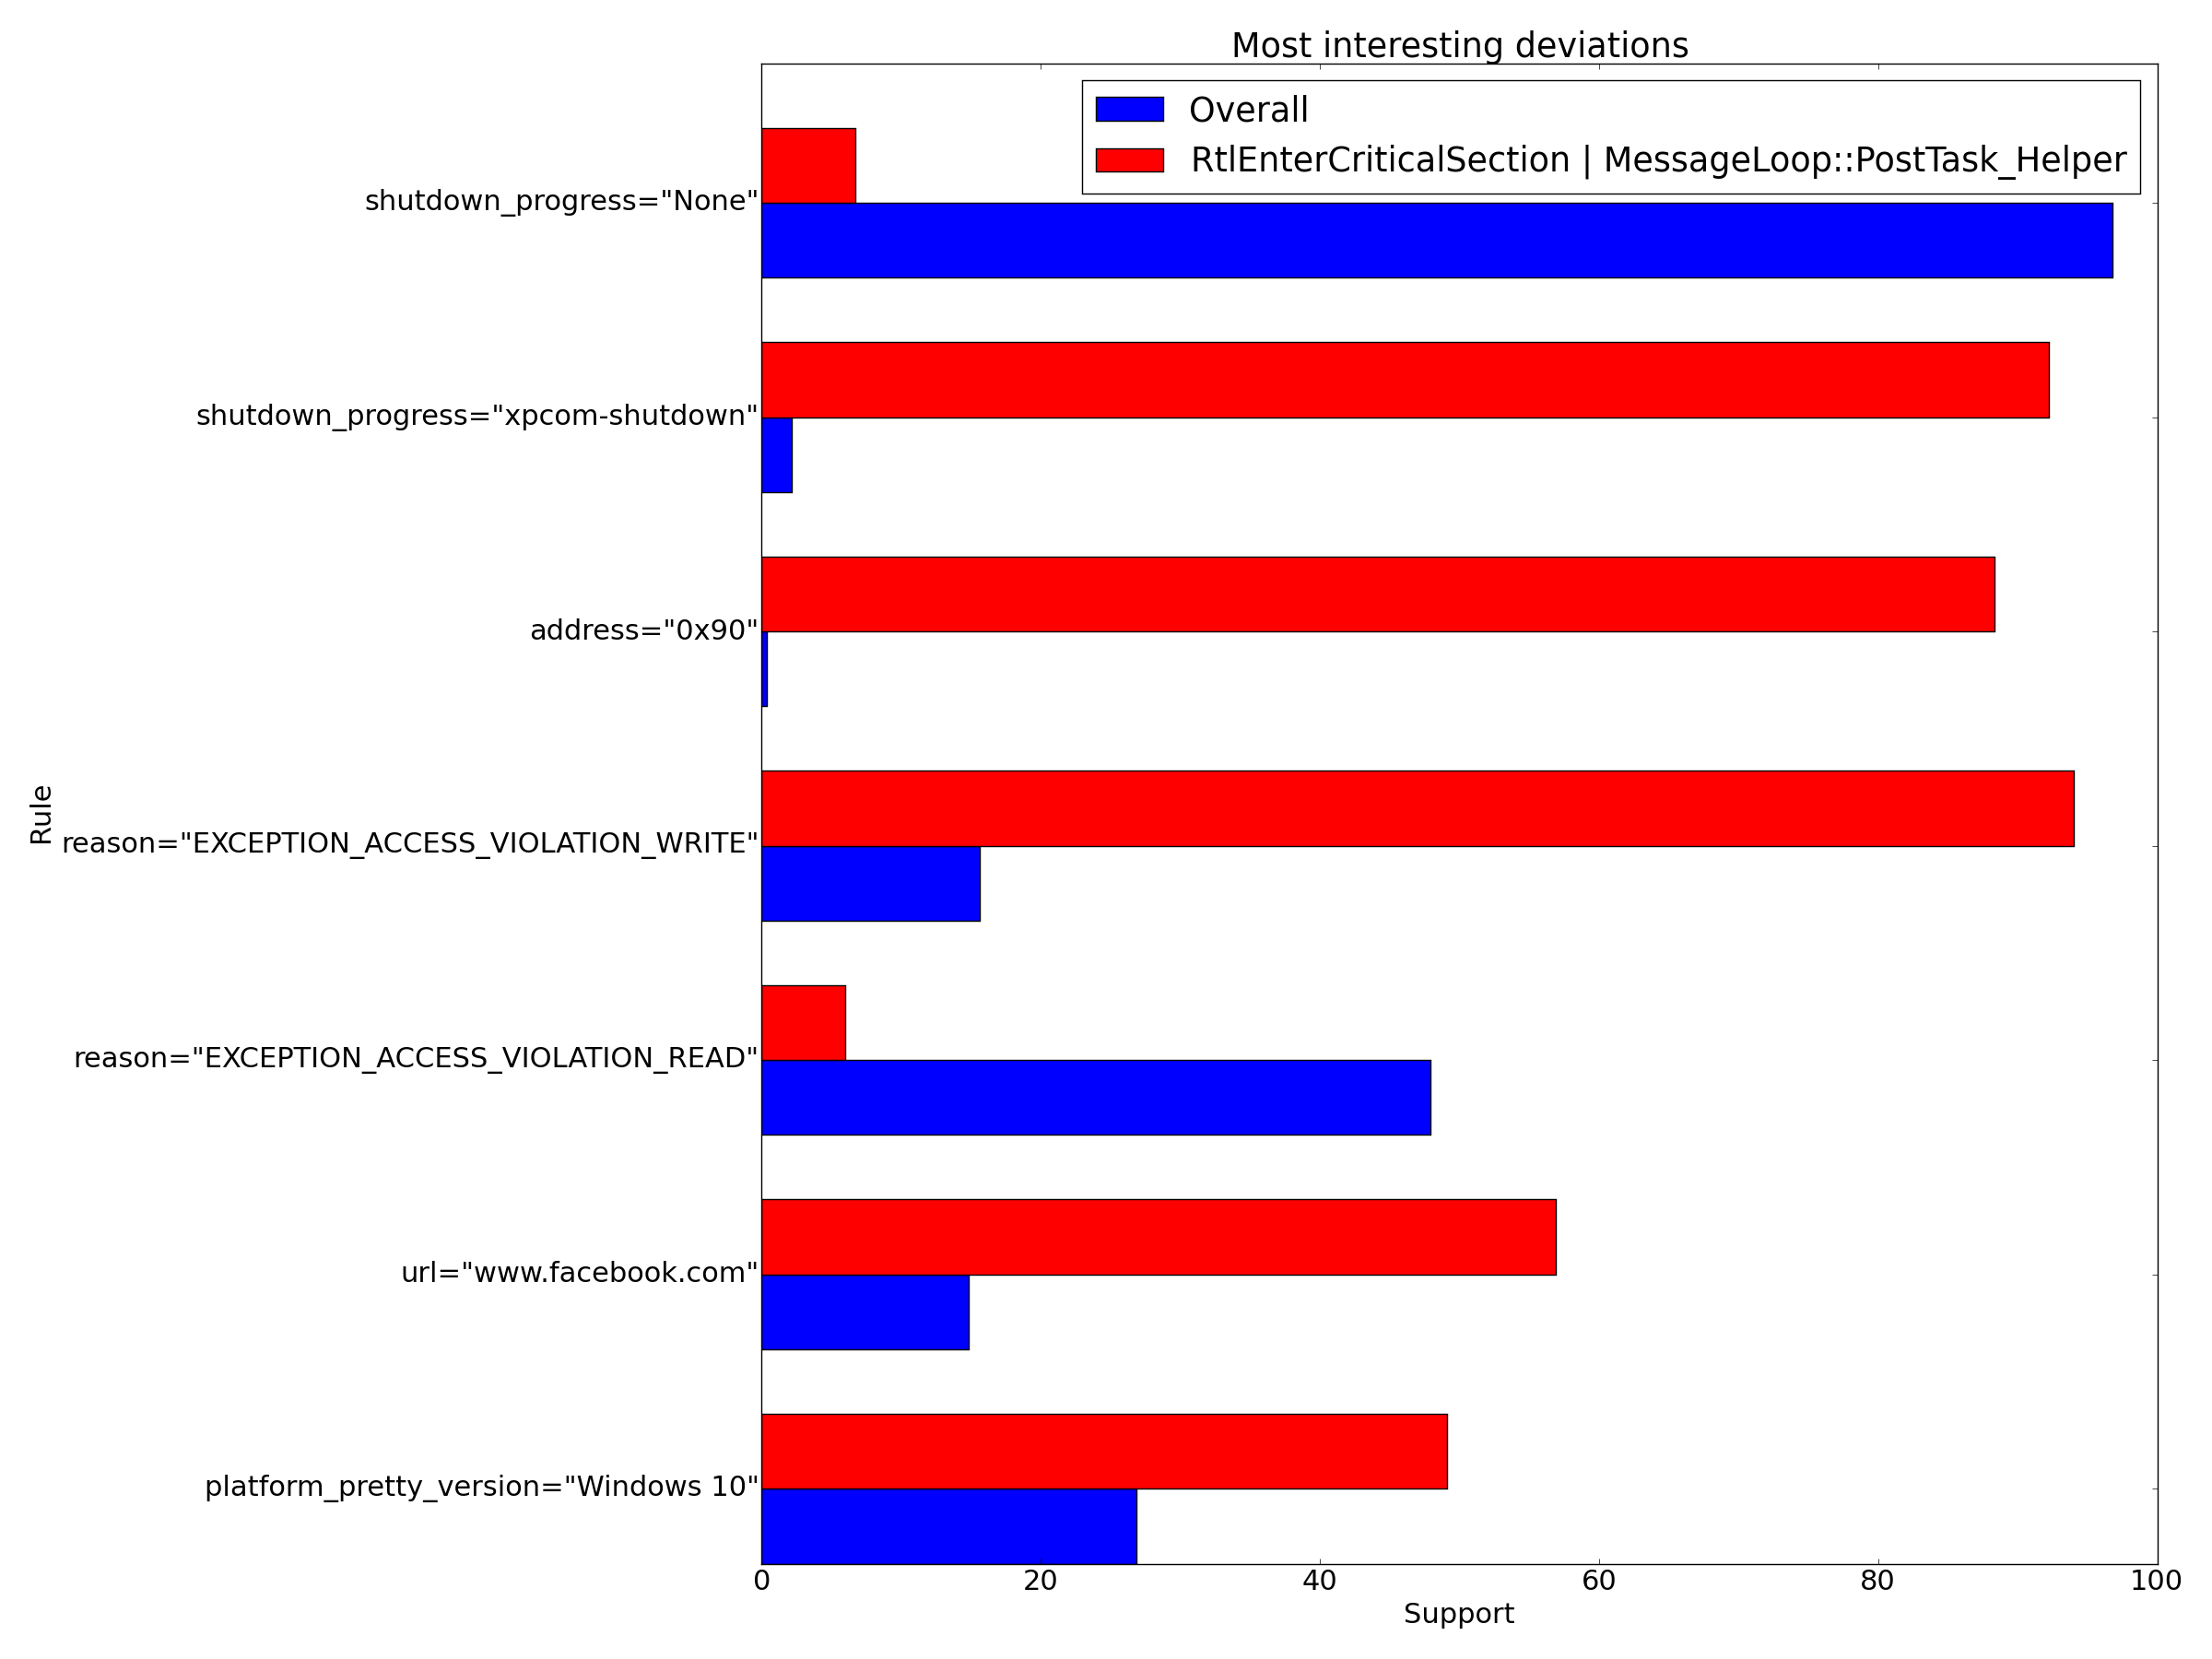 Most interesting deviations
Overall
RtlEnterCriticalSection | MessageLoop::PostTask_Helper
shutdown_progress="None"
shutdown_progress="xpcom-shutdown"
address="0x90"
Rule
reason="EXCEPTION_ACCESS_VIOLATION_WRITE"
reason="EXCEPTION_ACCESS_VIOLATION_READ"
url="www.facebook.com"
platform_pretty_version="Windows 10"
0 20 40 60 80 100
Support